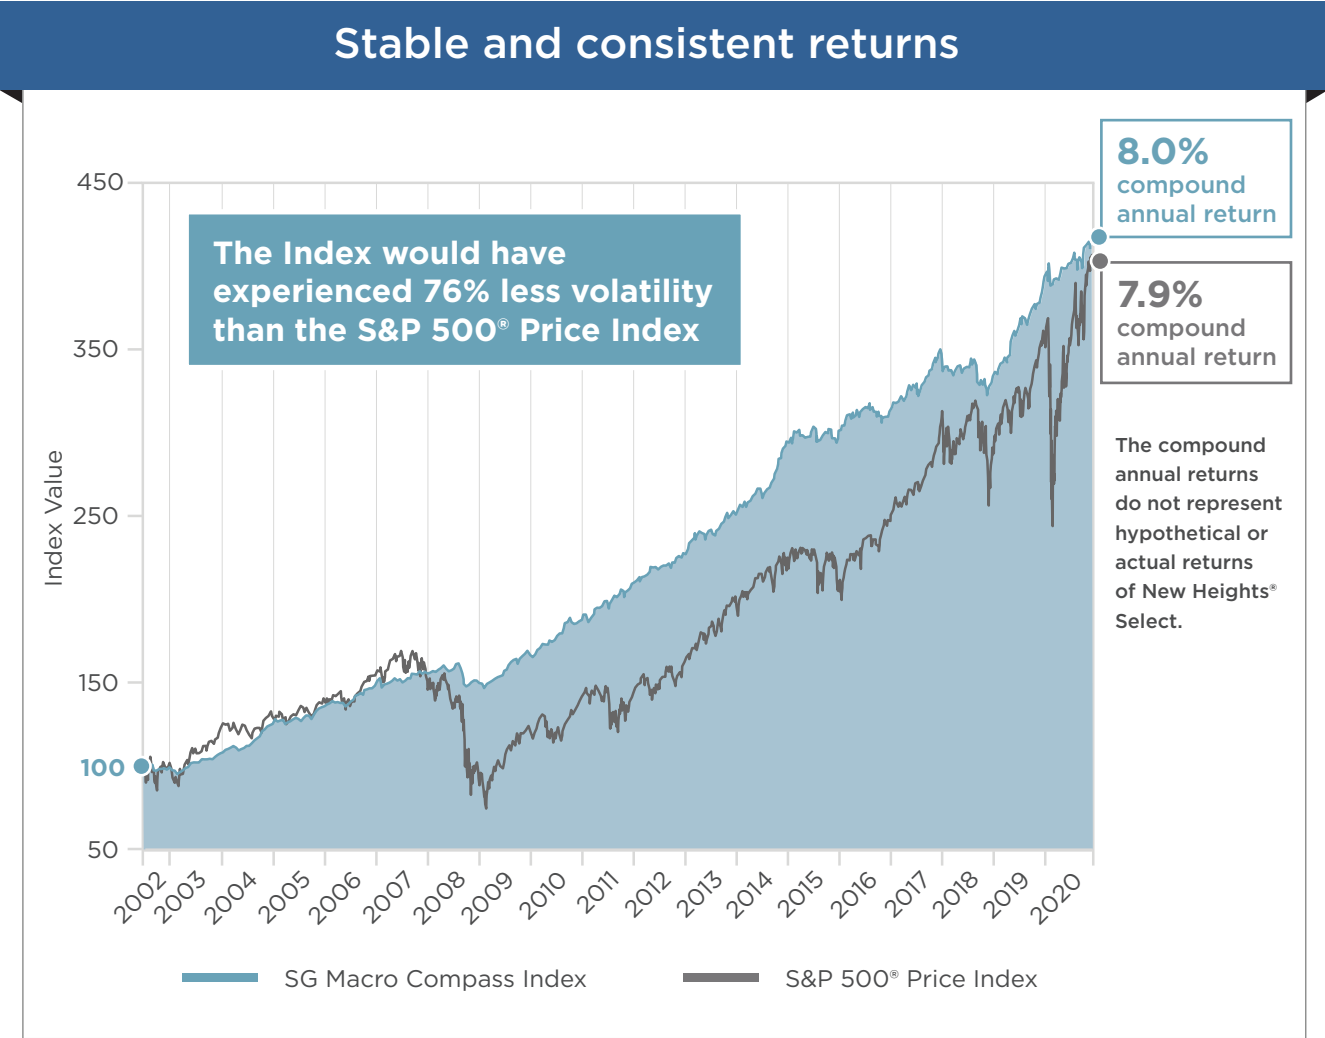 Stable and consistent returns
8.0%
compound
annual return
450
The Index would have
experienced 76% less volatility
than the S&P 500® Price Index
7.9%
compound
annual return
350
The compound
annual returns
do not represent
hypothetical or
actual returns
of New Heights®
Select.
Index Value
250
150
100
50
2002
2003
2004
2005
2006
2007
2008
2009
2010
2011
2012
2013
2014
2015
2016
2017
2018
2019
2020
SG Macro Compass Index
S&P 500® Price Index